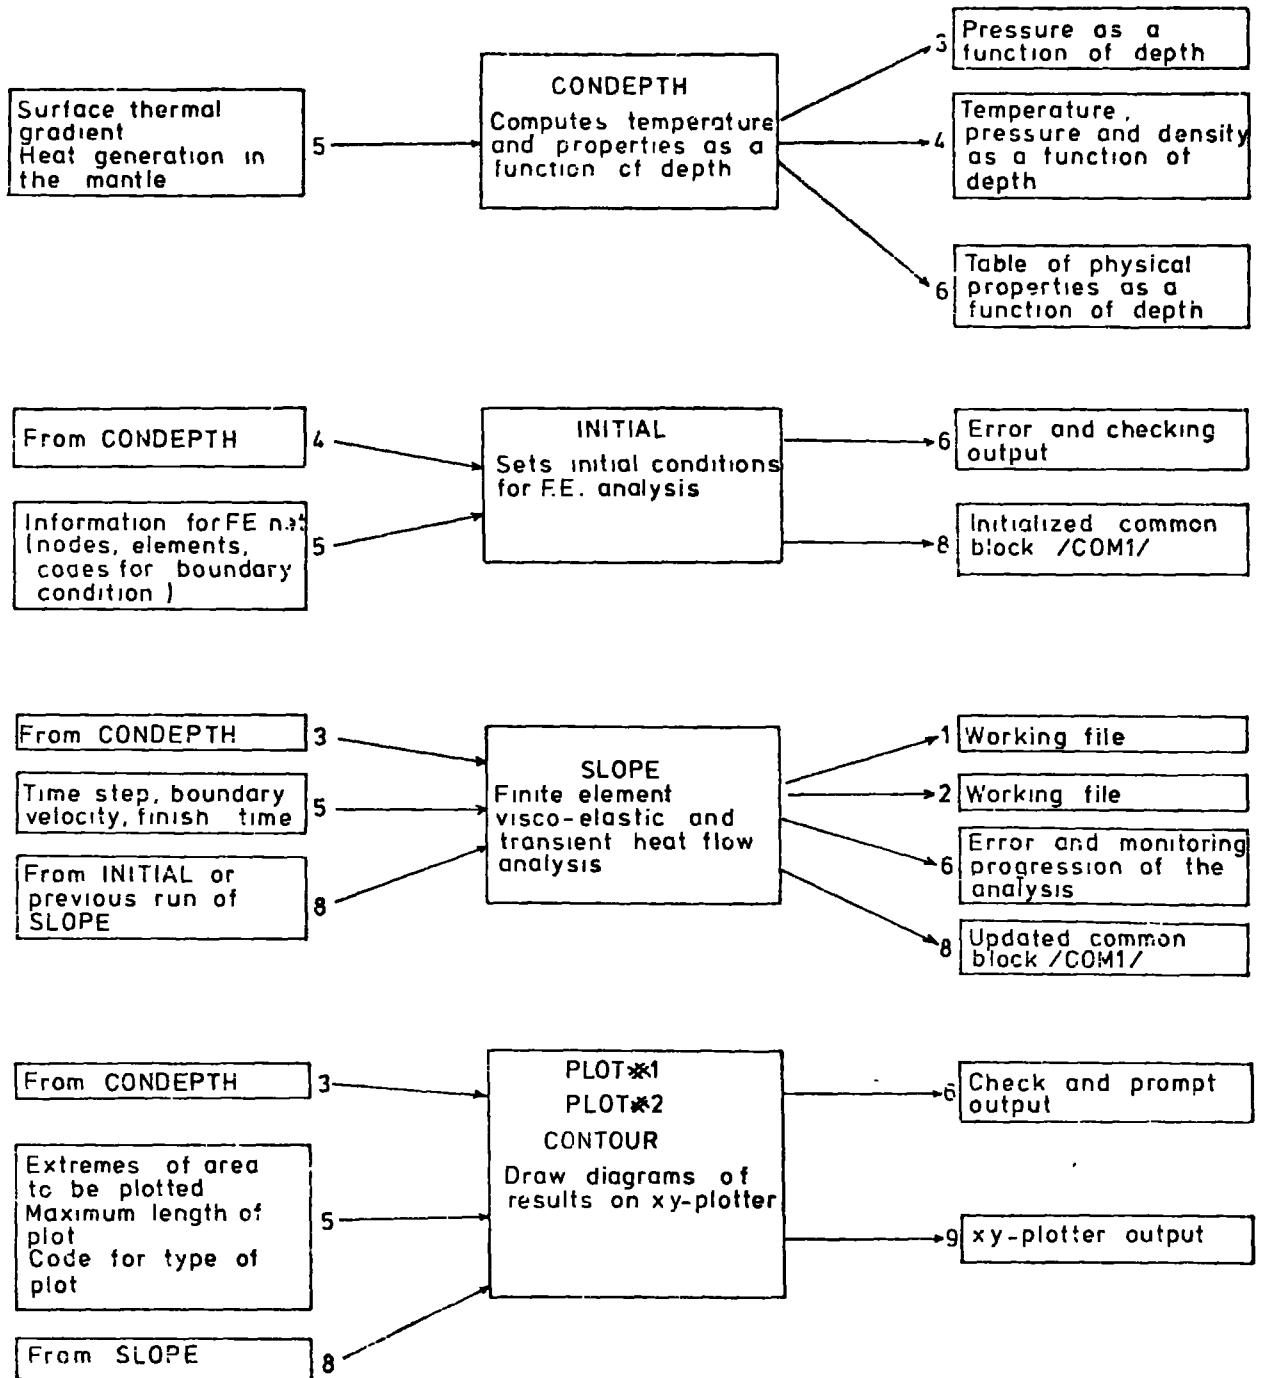 Surface thermal
gradient
Heat generation in
the mantle
5
CONDEPTH
Computes temperature
and properties as a
function of depth
3
Pressure as a
function of depth
4
Temperature,
pressure and density
as a function of
depth
6
Table of physical
properties as a
function of depth
From CONDEPTH
4
Information for FE
(nodes, elements,
codes for boundary
condition)
5
INITIAL
Sets initial conditions
for F.E. analysis
6
Error and checking
output
8
Initialized common
block /COM1/
From CONDEPTH
3
Time step, boundary
velocity, finish time
5
From INITIAL or
previous run of
SLOPE
8
SLOPE
Finite element
visco-elastic and
transient heat flow
analysis
1
Working file
2
Working file
6
Error and monitoring
progression of the
analysis
8
Updated common
block /COM1/
From CONDEPTH
3
Extremes of area
to be plotted
Maximum length of
plot
Code for type of
plot
5
From SLOPE
8
PLOT*1
PLOT*2
CONTOUR
Draw diagrams of
results on xy-plotter
6
Check and prompt
output
9
xy-plotter output